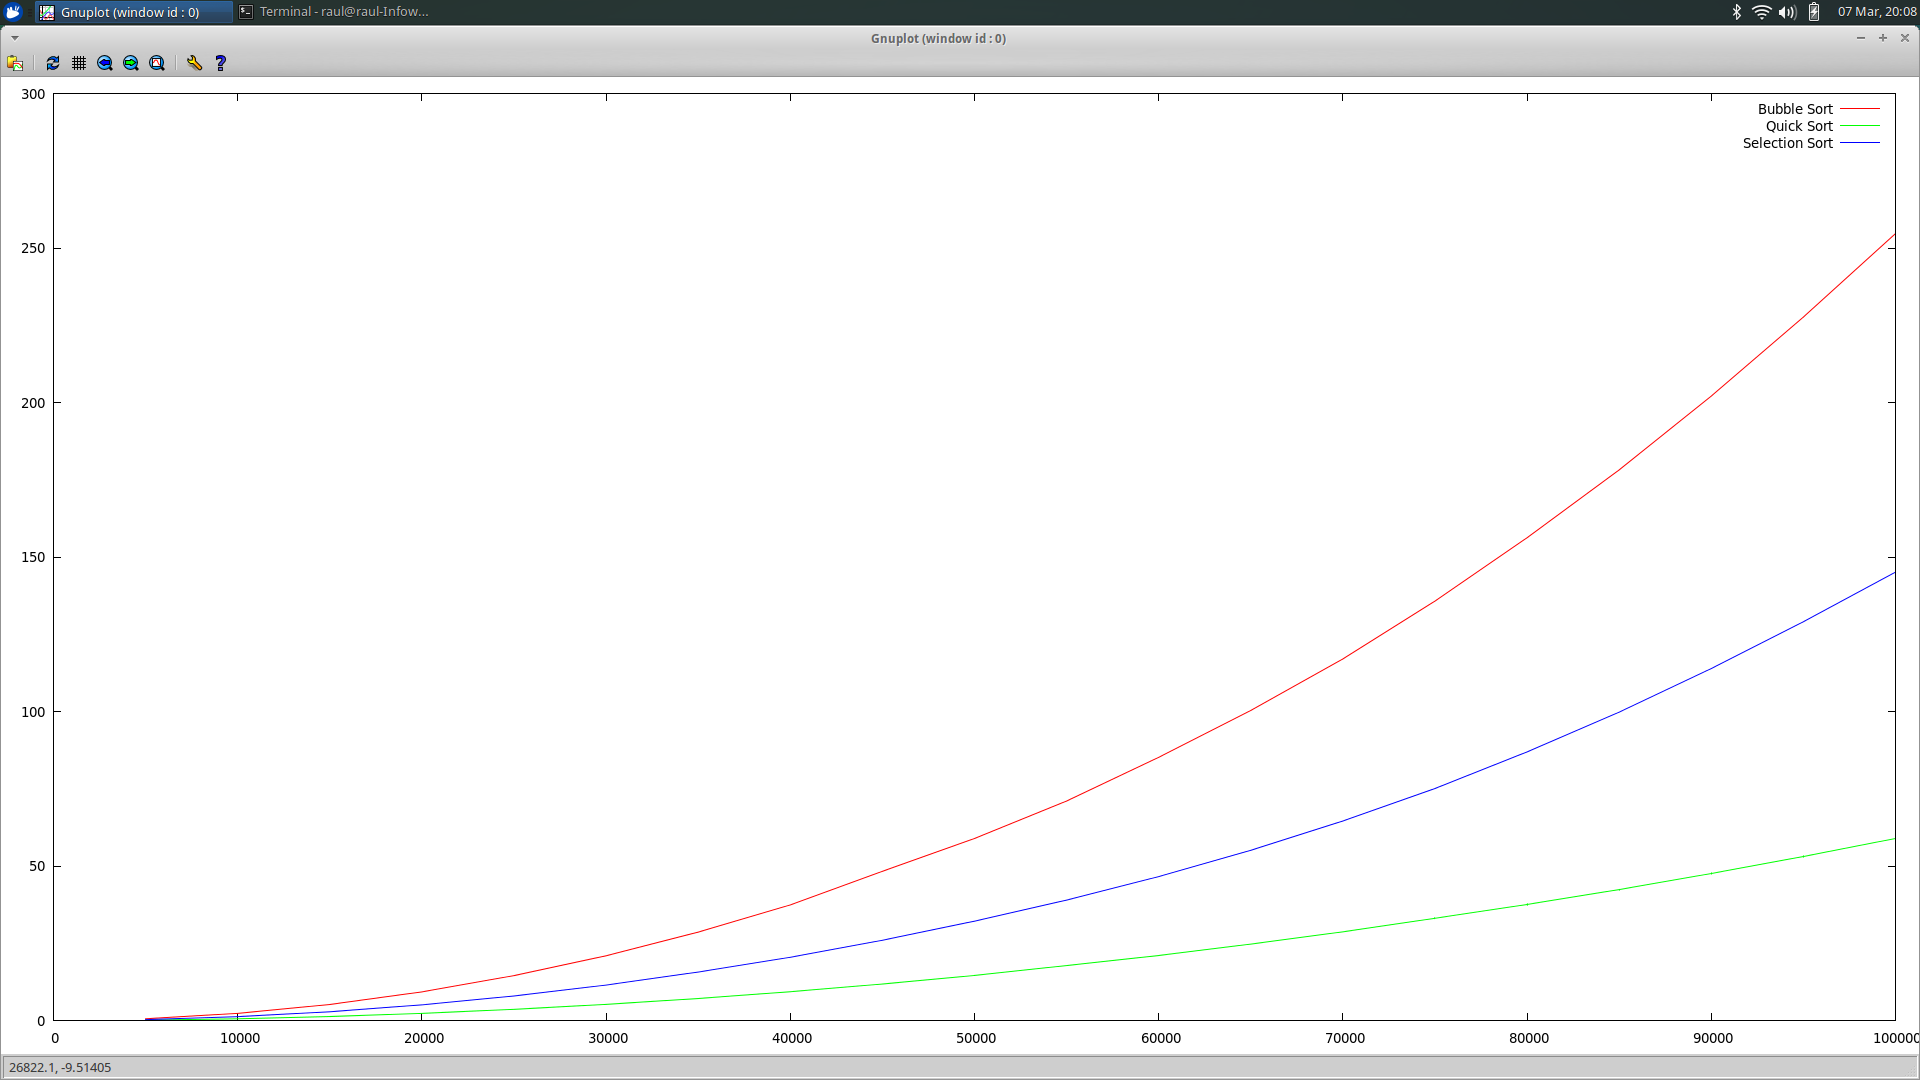 Gnuplot (window id : 0)
Terminal - raul@raul-Infow...
07 Mar, 20:08
Gnuplot (window id : 0)
300
250
200
150
100
50
0
Bubble Sort
Quick Sort
Selection Sort
0 10000 20000 30000 40000 50000 60000 70000 80000 90000 100000
26822.1, -9.51405